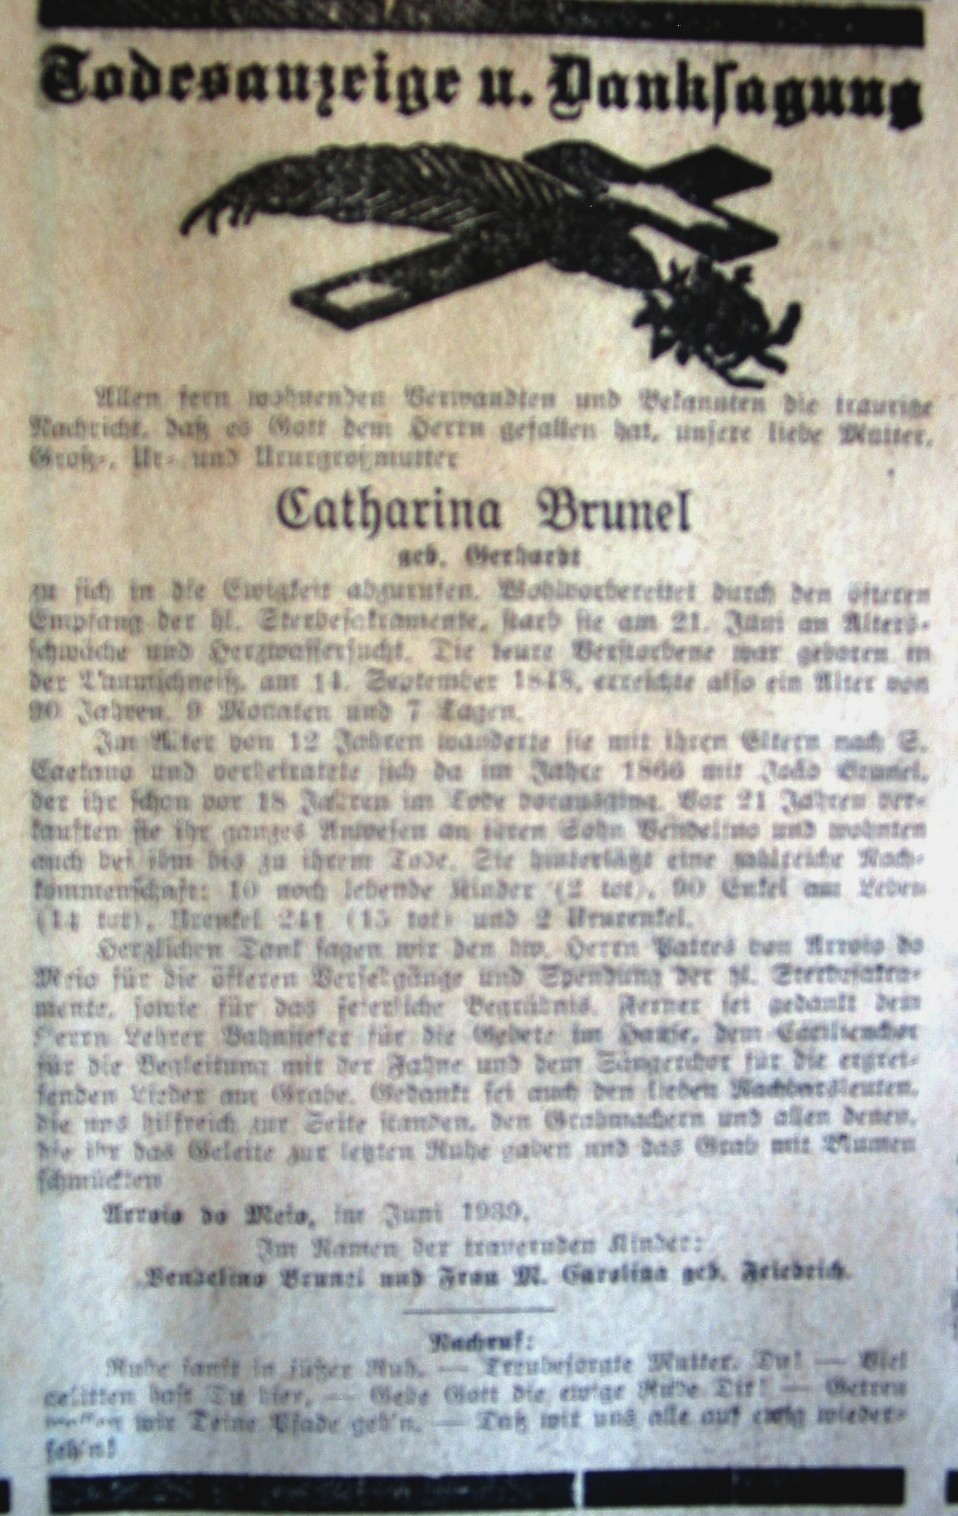 Todesanzeige u. Danksagung
Allen fern wohnenden Verwandten und Bekannten die traurige
Nachricht, daß es Gott dem Herrn gefallen hat, unsere liebe Mutter,
Groß-, Ur- und Ururgroßmutter
Catharina Brunel
geb. Gerhardt
zu sich in die Ewigkeit abzurufen. Wohlvorbereitet durch den öfteren
Empfang der hl. Sterbesakramente, starb sie am 21. Juni an Alters-
schwäche und Herzwassersucht. Die teure Verstorbene war geboren in
der am 14. September 1848, erreichte also ein Alter von
90 Jahren, 9 Monaten und 7 Tagen.
Im Alter von 12 Jahren wanderte sie mit ihren Eltern nach S.
Caetano und verheiratete sich da im Jahre 1866 mit João Brunel,
der ihr schon vor 18 Jahren im Tode vorausging. Vor 21 Jahren ver-
kauften sie ihr ganzes Anwesen an ihren Sohn Vendelino und wohnten
auch bei ihm bis zu ihrem Tode. Sie hinterläßt eine zahlreiche Nach-
kommenschaft: 10 noch lebende Kinder (2 tot), 90 Enkel am Leben
(14 tot), Urenkel 241 (15 tot) und 2 Ururenkel.
Herzlichen Dank sagen wir den hw. Herrn Patres von Arroio do
Meio für die öfteren Versehgänge und Spendung der hl. Sterbesakra-
mente, sowie für das feierliche Begräbnis. Ferner sei gedankt dem
Herrn Lehrer für die Gebete im Hause, dem Cäcilienchor
für die Begleitung mit der Fahne und dem Sängerchor für die ergrei-
fenden Lieder am Grabe. Gedankt sei auch den lieben Nachbarsleuten,
die uns hilfreich zur Seite standen, den Grabmachern und allen denen,
die ihr das Geleite zur letzten Ruhe gaben und das Grab mit Blumen
schmückten
Arroio do Meio, im Juni 1939.
Im Namen der trauernden Kinder:
Vendelino Brunel und Frau M. Carolina geb. Friedrich.
Nachruf:
Ruhe sanft in süßer Ruh, — Treubesorgte Mutter, Du! — Viel
gelitten hast Du hier, — Gebe Gott die ewige Ruhe Dir! — Getreu
wollen wir Deine Pfade geh'n, — Daß wir uns alle auf ewig wieder-
seh'n!